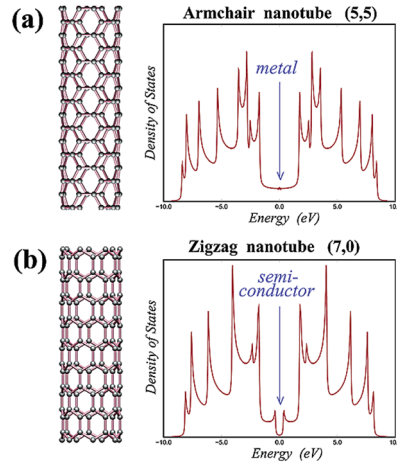 (a)
Armchair nanotube (5,5)
metal
Density of States
-10.0 -5.0 0.0 5.0 10.0
Energy (eV)
(b)
Zigzag nanotube (7,0)
semi-
conductor
Density of States
-10.0 -5.0 0.0 5.0 10.0
Energy (eV)